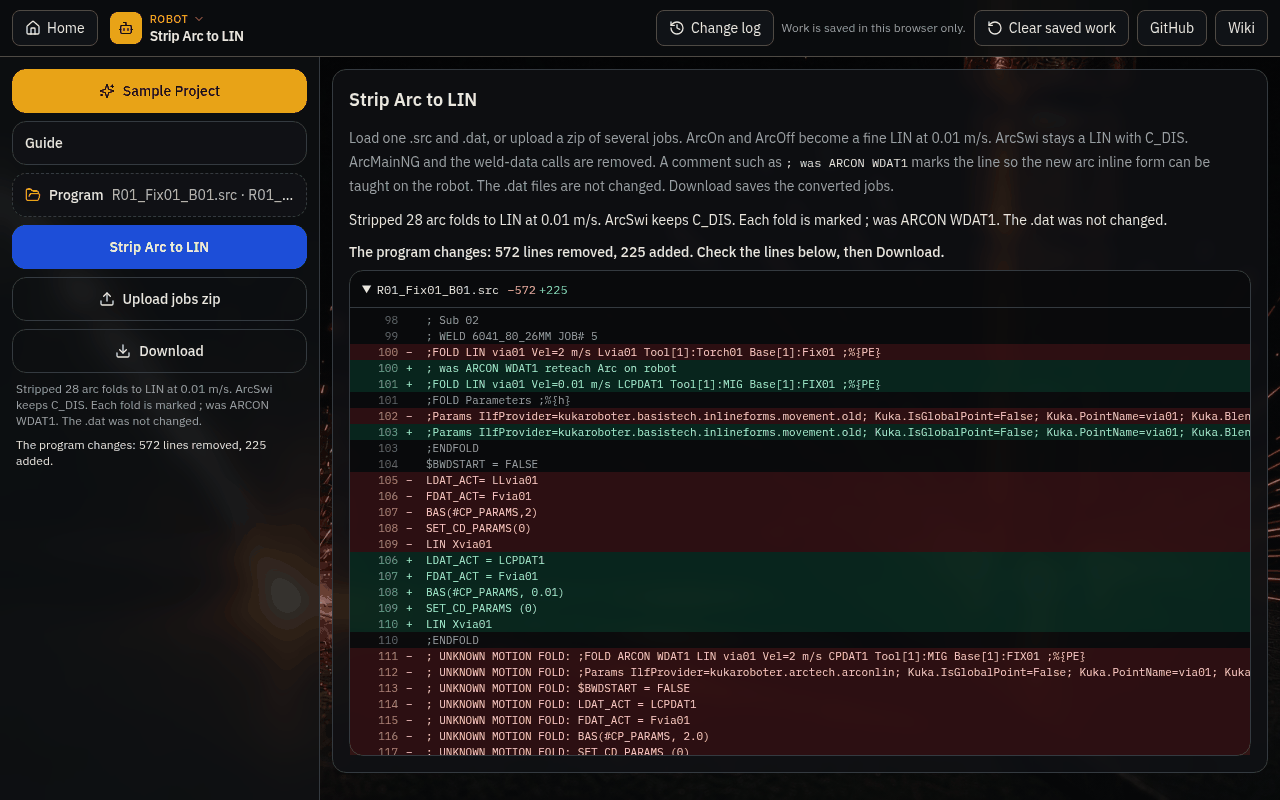 Home
ROBOT
Strip Arc to LIN
Change log
Work is saved in this browser only.
Clear saved work
GitHub
Wiki
Sample Project
Guide
Program R01_Fix01_B01.src · R01_...
Strip Arc to LIN
Upload jobs zip
Download
Stripped 28 arc folds to LIN at 0.01 m/s. ArcSwi
keeps C_DIS. Each fold is marked ; was ARCON
WDAT1. The .dat was not changed.
The program changes: 572 lines removed, 225
added.
Strip Arc to LIN
Load one .src and .dat, or upload a zip of several jobs. ArcOn and ArcOff become a fine LIN at 0.01 m/s. ArcSwi stays a LIN with C_DIS.
ArcMainNG and the weld-data calls are removed. A comment such as ; was ARCON WDAT1 marks the line so the new arc inline form can be
taught on the robot. The .dat files are not changed. Download saves the converted jobs.
Stripped 28 arc folds to LIN at 0.01 m/s. ArcSwi keeps C_DIS. Each fold is marked ; was ARCON WDAT1. The .dat was not changed.
The program changes: 572 lines removed, 225 added. Check the lines below, then Download.
R01_Fix01_B01.src −572 +225
98 ; Sub 02
99 ; WELD 6041_80_26MM JOB# 5
100 − ;FOLD LIN via01 Vel=2 m/s Lvia01 Tool[1]:Torch01 Base[1]:Fix01 ;%{PE}
100 + ; was ARCON WDAT1 reteach Arc on robot
101 + ;FOLD LIN via01 Vel=0.01 m/s LCPDAT1 Tool[1]:MIG Base[1]:FIX01 ;%{PE}
101 ;FOLD Parameters ;%{h}
102 − ;Params IlfProvider=kukaroboter.basistech.inlineforms.movement.old; Kuka.IsGlobalPoint=False; Kuka.PointName=via01; Kuka.Blen
103 + ;Params IlfProvider=kukaroboter.basistech.inlineforms.movement.old; Kuka.IsGlobalPoint=False; Kuka.PointName=via01; Kuka.Blen
103 ;ENDFOLD
104 $BWDSTART = FALSE
105 − LDAT_ACT= LLvia01
106 − FDAT_ACT= Fvia01
107 − BAS(#CP_PARAMS,2)
108 − SET_CD_PARAMS(0)
109 − LIN Xvia01
106 + LDAT_ACT = LCPDAT1
107 + FDAT_ACT = Fvia01
108 + BAS(#CP_PARAMS, 0.01)
109 + SET_CD_PARAMS (0)
110 + LIN Xvia01
110 ;ENDFOLD
111 − ; UNKNOWN MOTION FOLD: ;FOLD ARCON WDAT1 LIN via01 Vel=2 m/s CPDAT1 Tool[1]:MIG Base[1]:FIX01 ;%{PE}
112 − ; UNKNOWN MOTION FOLD: ;Params IlfProvider=kukaroboter.arctech.arconlin; Kuka.IsGlobalPoint=False; Kuka.PointName=via01; Kuka
113 − ; UNKNOWN MOTION FOLD: $BWDSTART = FALSE
114 − ; UNKNOWN MOTION FOLD: LDAT_ACT = LCPDAT1
115 − ; UNKNOWN MOTION FOLD: FDAT_ACT = Fvia01
116 − ; UNKNOWN MOTION FOLD: BAS(#CP_PARAMS, 2.0)
117 − ; UNKNOWN MOTION FOLD: SET_CD_PARAMS (0)